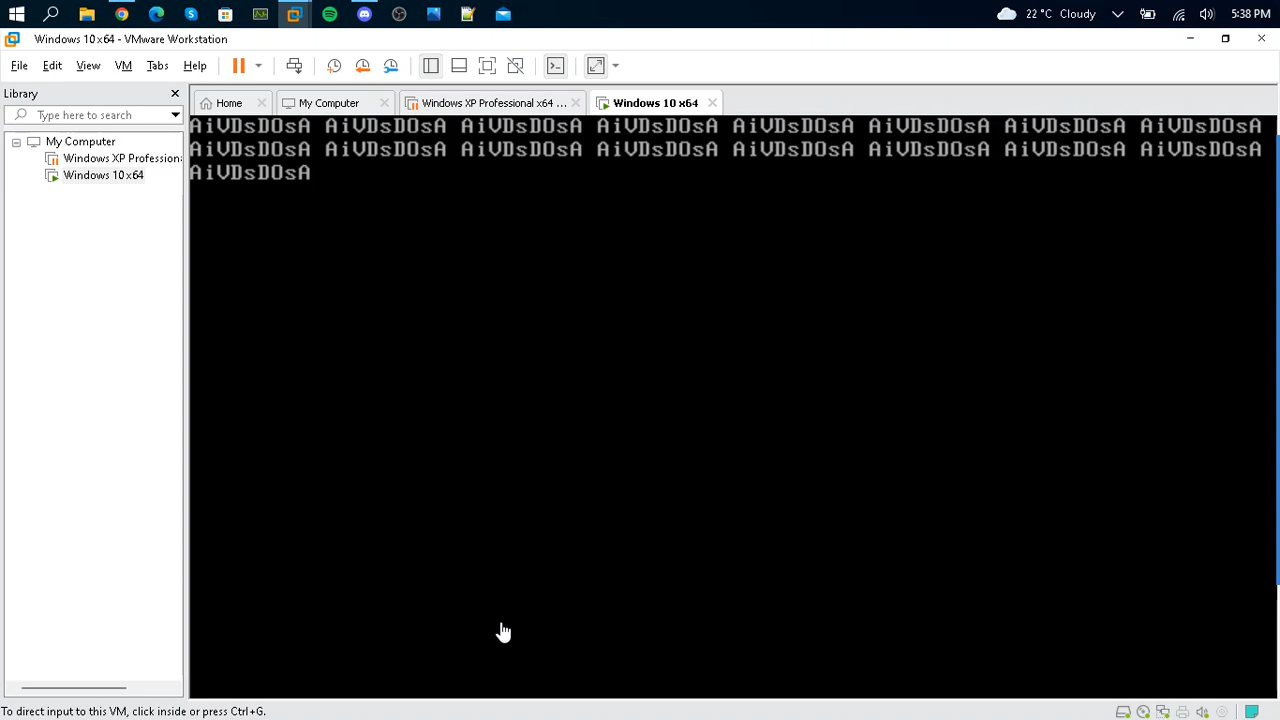 22 °C Cloudy 5:38 PM
Windows 10 x64 - VMware Workstation
File Edit View VM Tabs Help
Library
Type here to search
Home My Computer Windows XP Professional x64 ... Windows 10 x64
My Computer
Windows XP Profession
Windows 10 x64
AiVDsDOsA AiVDsDOsA AiVDsDOsA AiVDsDOsA AiVDsDOsA AiVDsDOsA AiVDsDOsA AiVDsDOsA
AiVDsDOsA AiVDsDOsA AiVDsDOsA AiVDsDOsA AiVDsDOsA AiVDsDOsA AiVDsDOsA AiVDsDOsA
AiVDsDOsA
To direct input to this VM, click inside or press Ctrl+G.